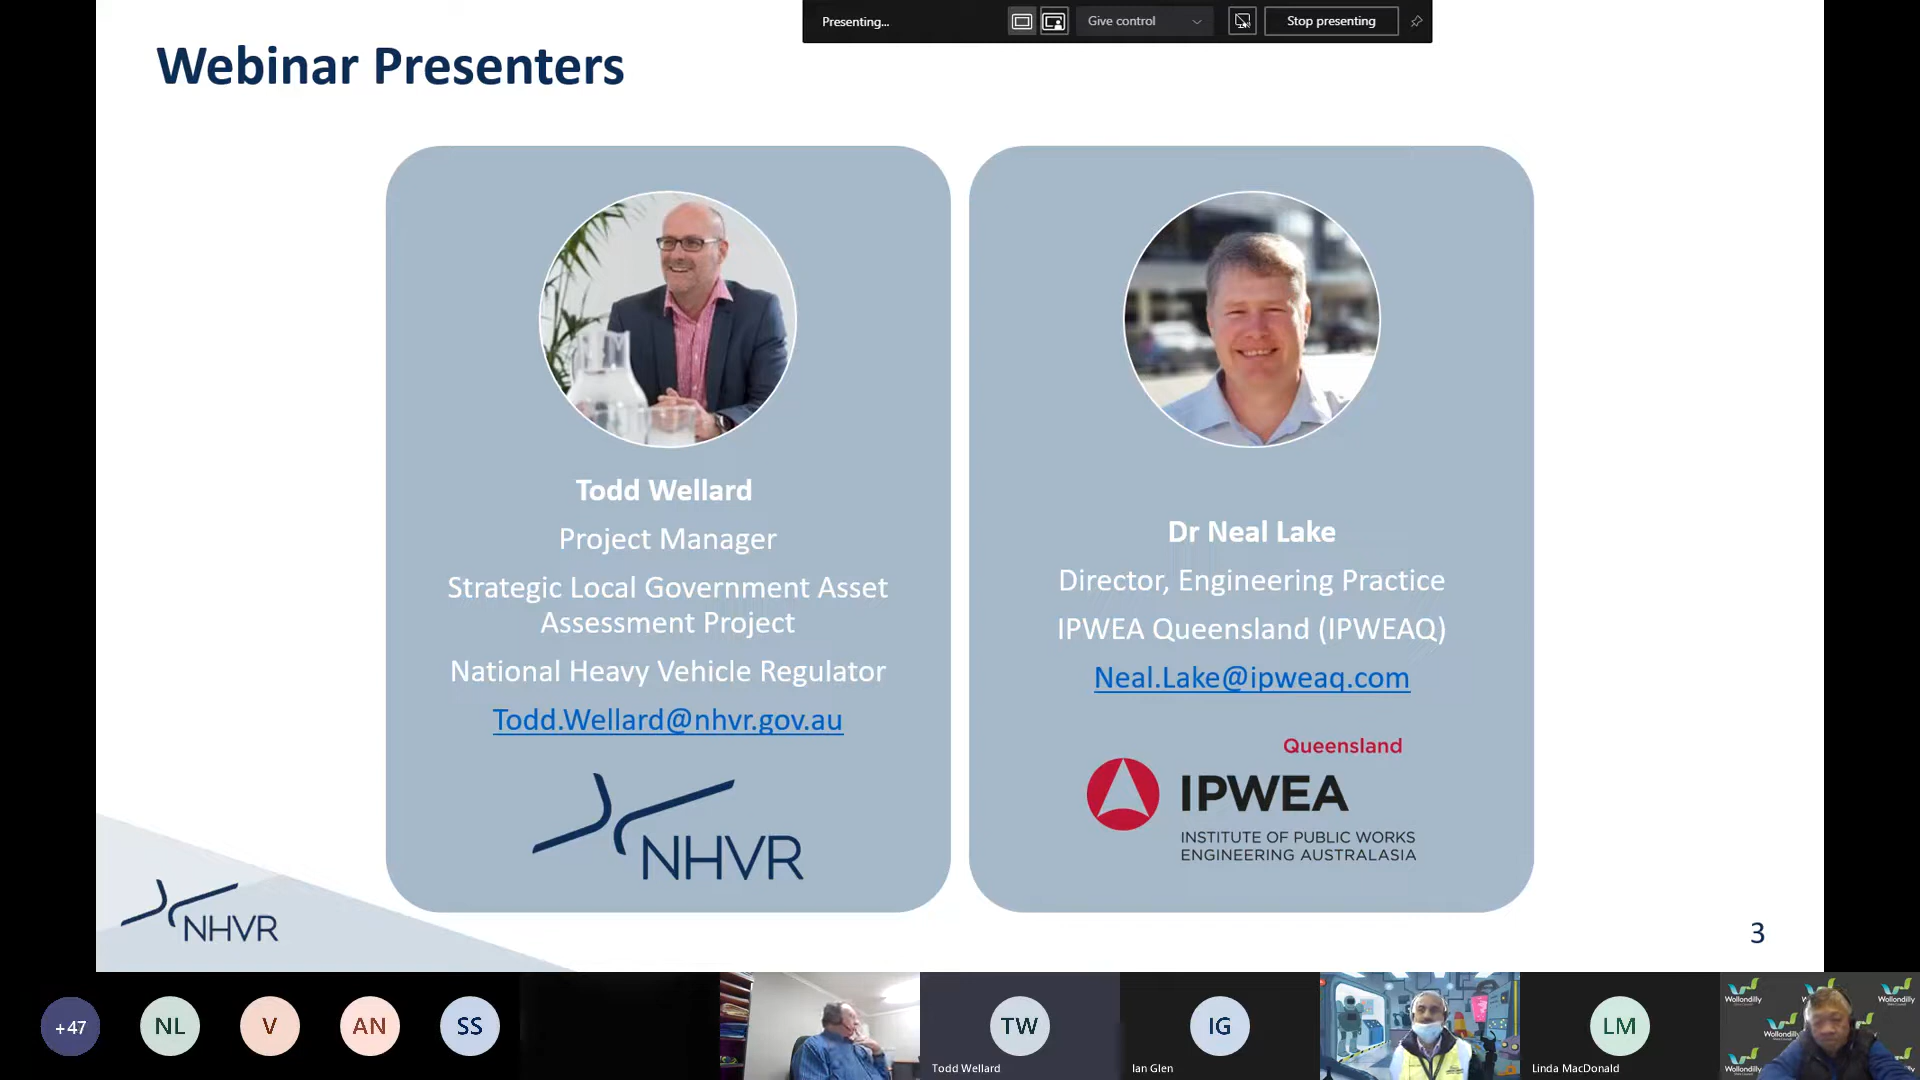 Presenting...
Give control
Stop presenting
Webinar Presenters
Todd Wellard
Project Manager
Strategic Local Government Asset
Assessment Project
National Heavy Vehicle Regulator
Todd.Wellard@nhvr.gov.au
NHVR
Dr Neal Lake
Director, Engineering Practice
IPWEA Queensland (IPWEAQ)
Neal.Lake@ipweaq.com
Queensland
IPWEA
INSTITUTE OF PUBLIC WORKS
ENGINEERING AUSTRALASIA
NHVR
3
+47
NL
V
AN
SS
TW
Todd Wellard
IG
Ian Glen
LM
Linda MacDonald
Wollondilly
Wollondilly